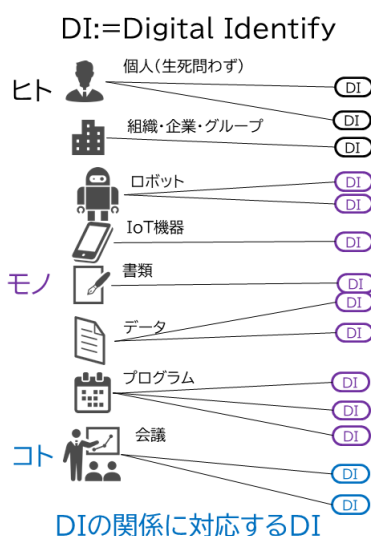 DI:=Digital Identify
個人(生死問わず)
ヒト
DI
DI
組織・企業・グループ
DI
ロボット
DI
DI
IoT機器
DI
モノ
書類
DI
DI
データ
DI
プログラム
DI
DI
DI
コト
会議
DI
DI
DIの関係に対応するDI